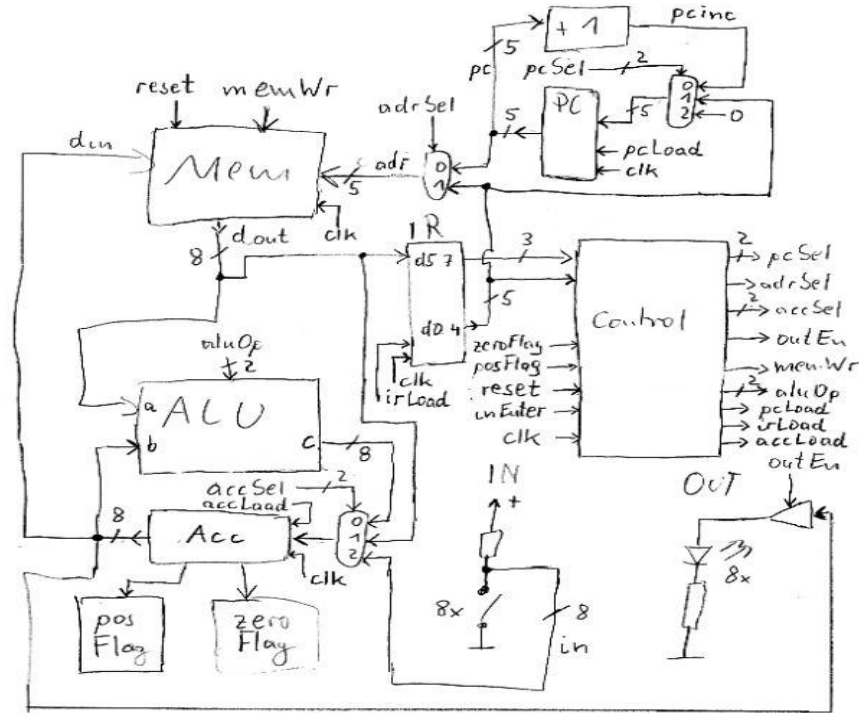 reset
memWr
din
Mem
8
dout
clk
adrSel
adr
5
0
1
pc
5
+ 1
pcinc
pcSel
2
0
1
2
0
5
PC
5
pcLoad
clk
IR
d5 7
d0 4
clk
irLoad
3
5
Control
zeroFlag
posFlag
reset
inEnter
clk
2
pcSel
adrSel
2
accSel
outEn
memWr
2
aluOp
pcLoad
irLoad
accLoad
aluOp
2
a
ALU
b
c
8
accSel
2
accLoad
0
1
2
8
Acc
clk
pos
Flag
zero
Flag
IN
+
8x
8
in
OUT
outEn
8x